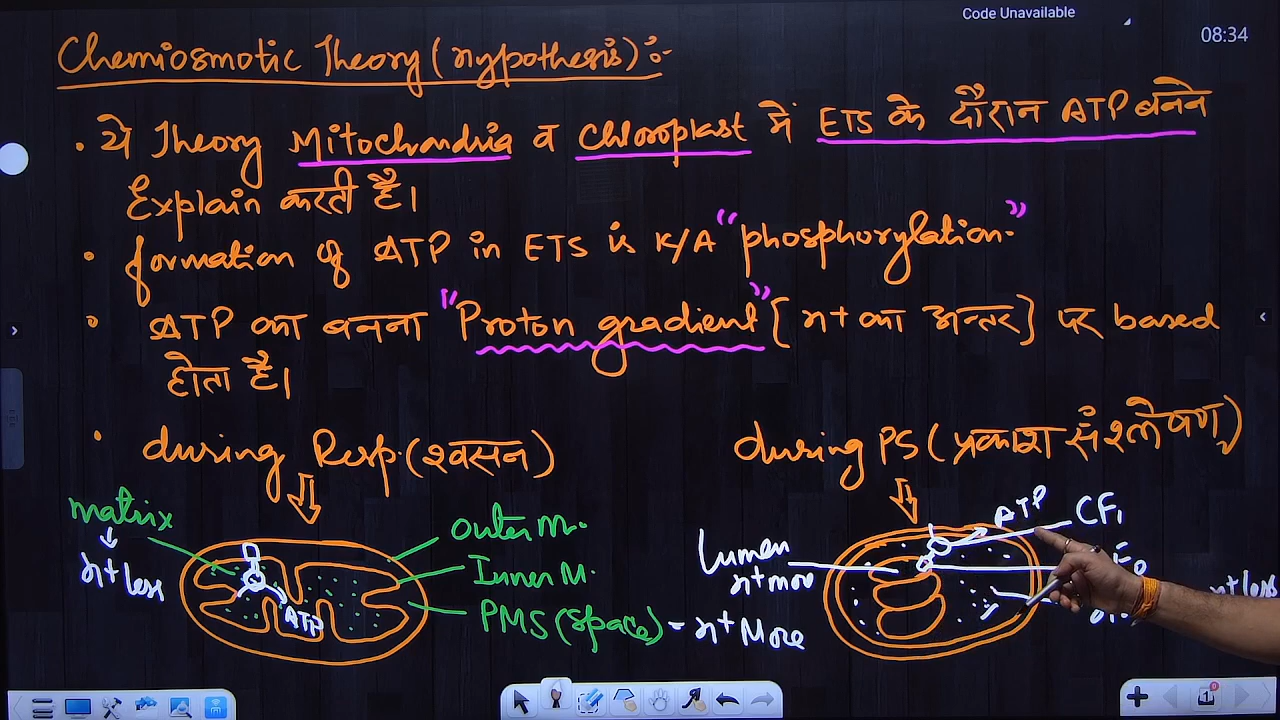 Code Unavailable
08:34
Chemiosmotic Theory (Hypothesis) :-
• ये Theory Mitochondria व Chloroplast में ETS के दौरान ATP बनने
Explain करती है।
• formation of ATP in ETS is K/A "phosphorylation."
• ATP का बनना "Proton gradient" [H+ का अन्तर] पर based
होता है।
• during Resp. (श्वसन)
during PS (प्रकाश संश्लेषण)
matrix
H+ less
ATP
Outer M.
Inner M.
PMS (space) - H+ More
Lumen
H+ mor
ATP
CF1
H+ less